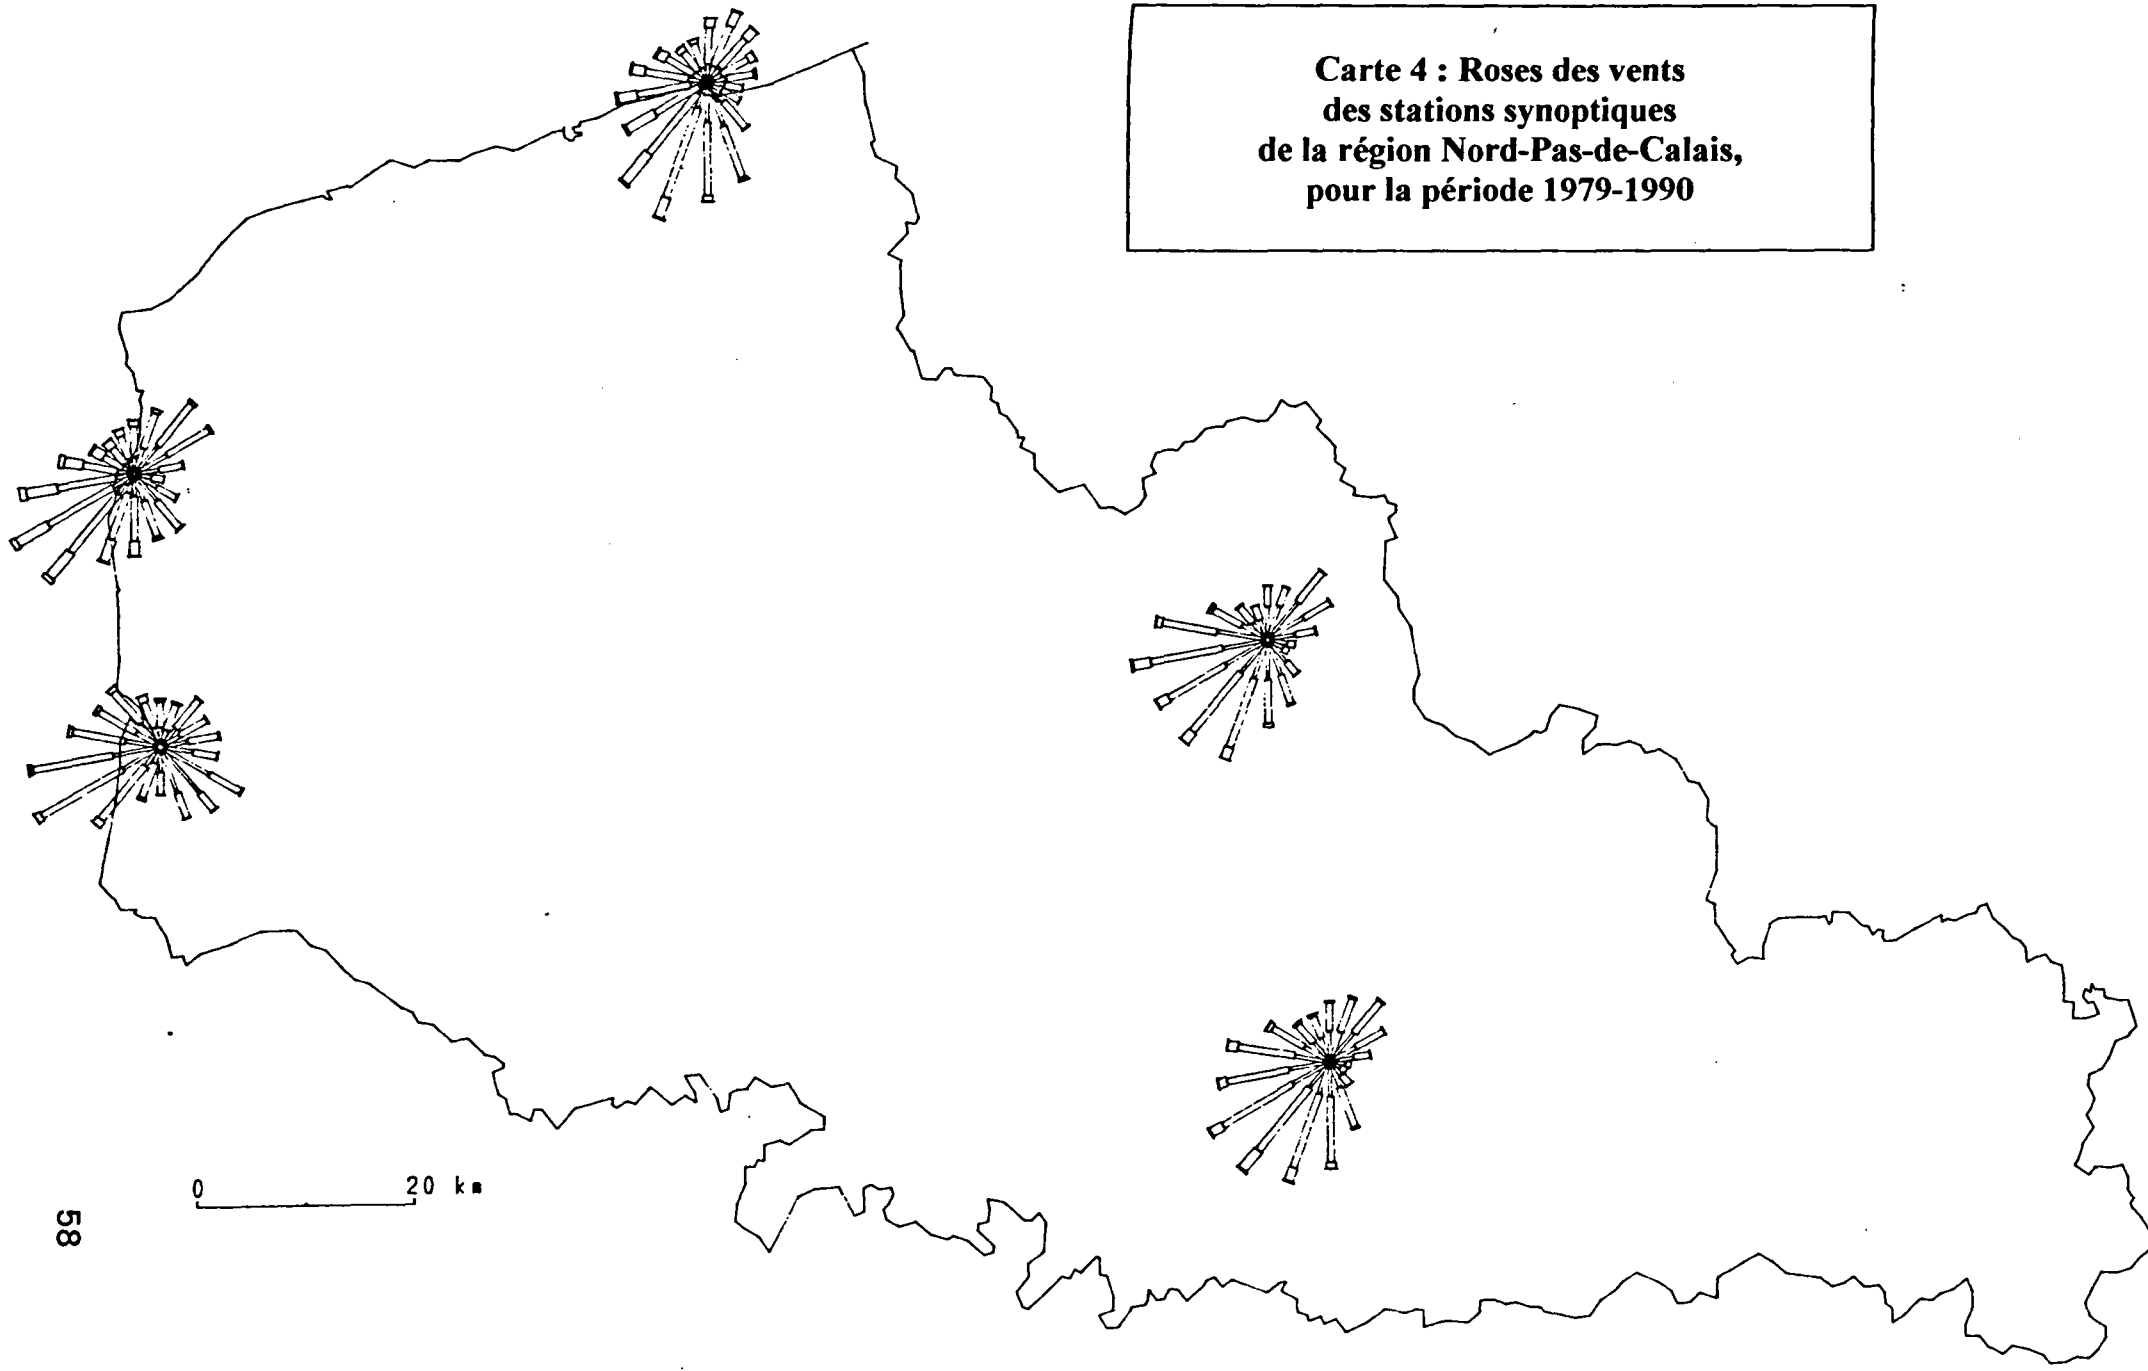 Carte 4 : Roses des vents
des stations synoptiques
de la région Nord-Pas-de-Calais,
pour la période 1979-1990
0 20 km
58